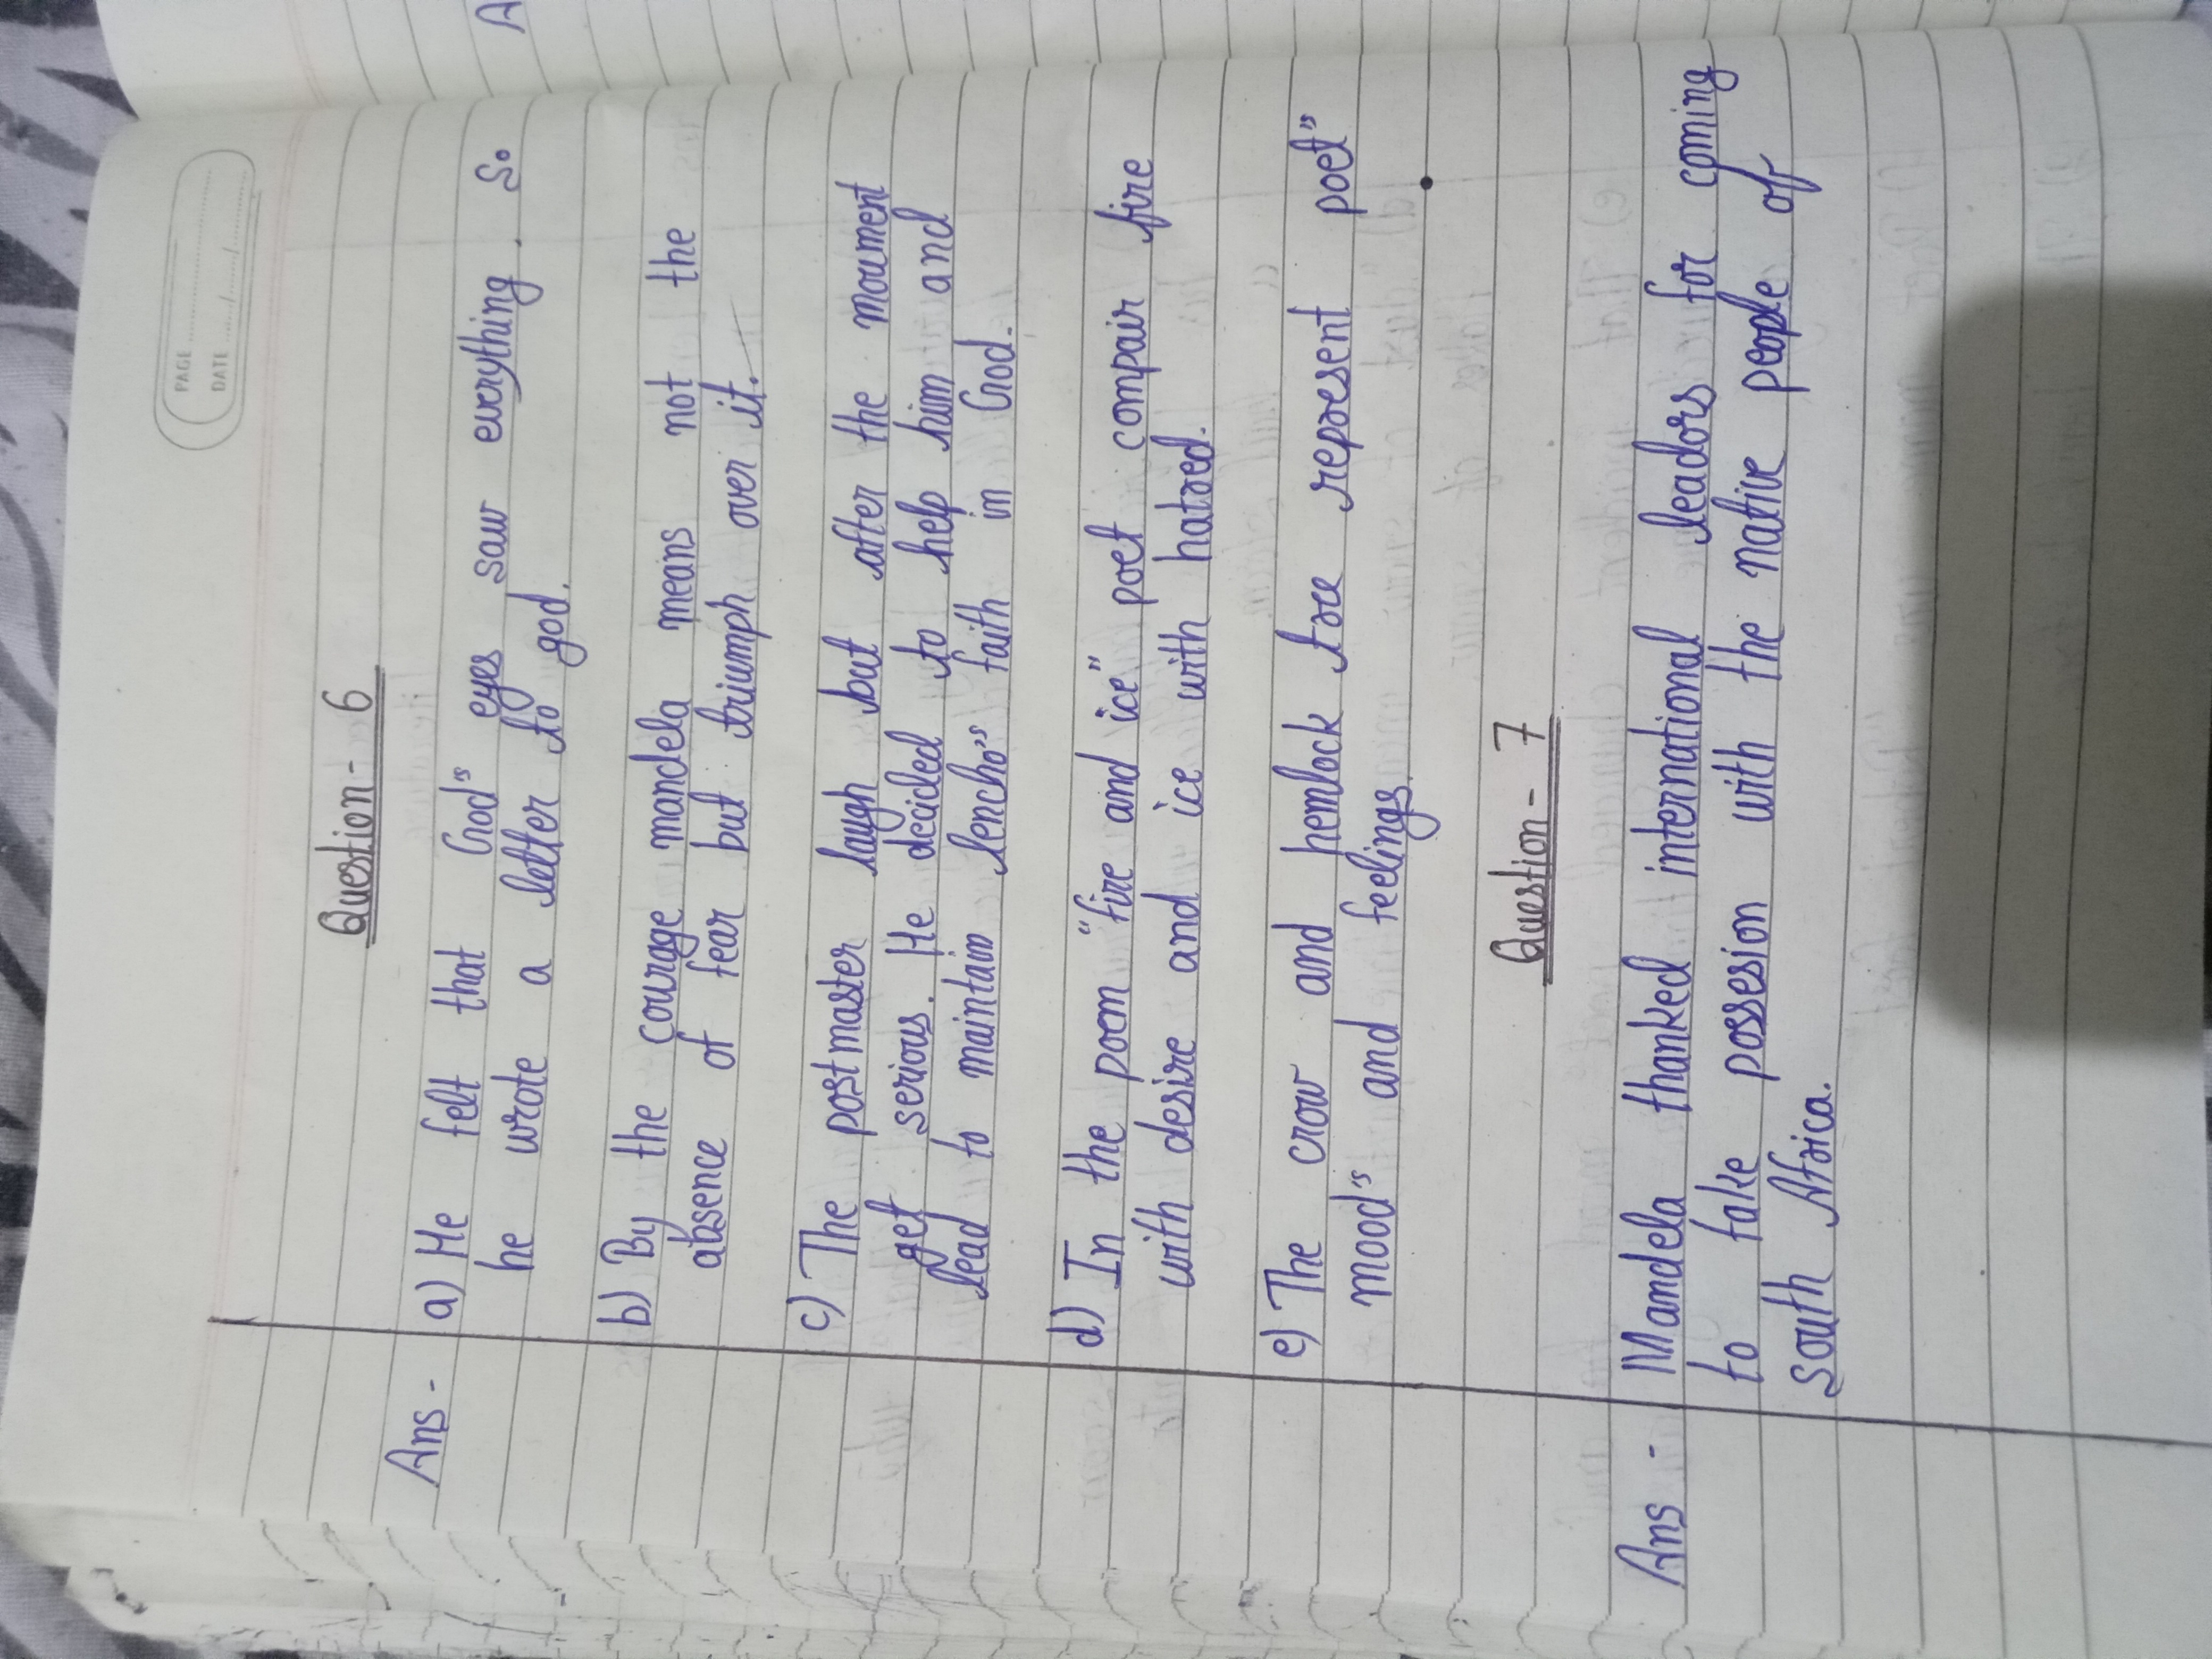 PAGE
DATE
Question - 6
Ans - a) He felt that God's eyes saw everything. So
he wrote a letter to god.
b) By the courage mandela means not the
absence of fear but triumph over it.
c) The postmaster laugh but after the moument
get serious. He decided to help him and
lead to maintain lencho's faith in God.
d) In the poem "fire and ice" poet compair fire
with desire and ice with hatred.
e) The crow and hemlock tree represent poet's
mood's and feelings.
Question - 7
Ans - Mandela thanked international leadors for coming
to take possesion with the native people of
south Africa.
A